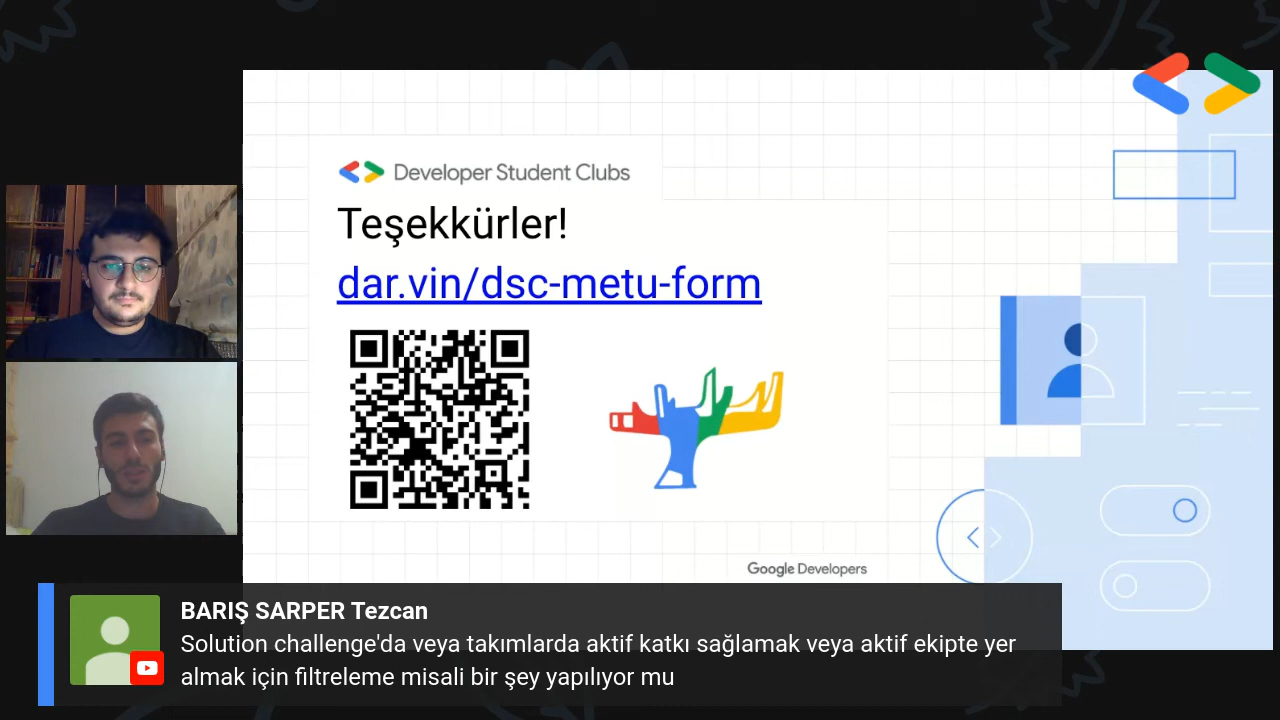 Developer Student Clubs
Teşekkürler!
dar.vin/dsc-metu-form
Google Developers
BARIŞ SARPER Tezcan
Solution challenge'da veya takımlarda aktif katkı sağlamak veya aktif ekipte yer
almak için filtreleme misali bir şey yapılıyor mu